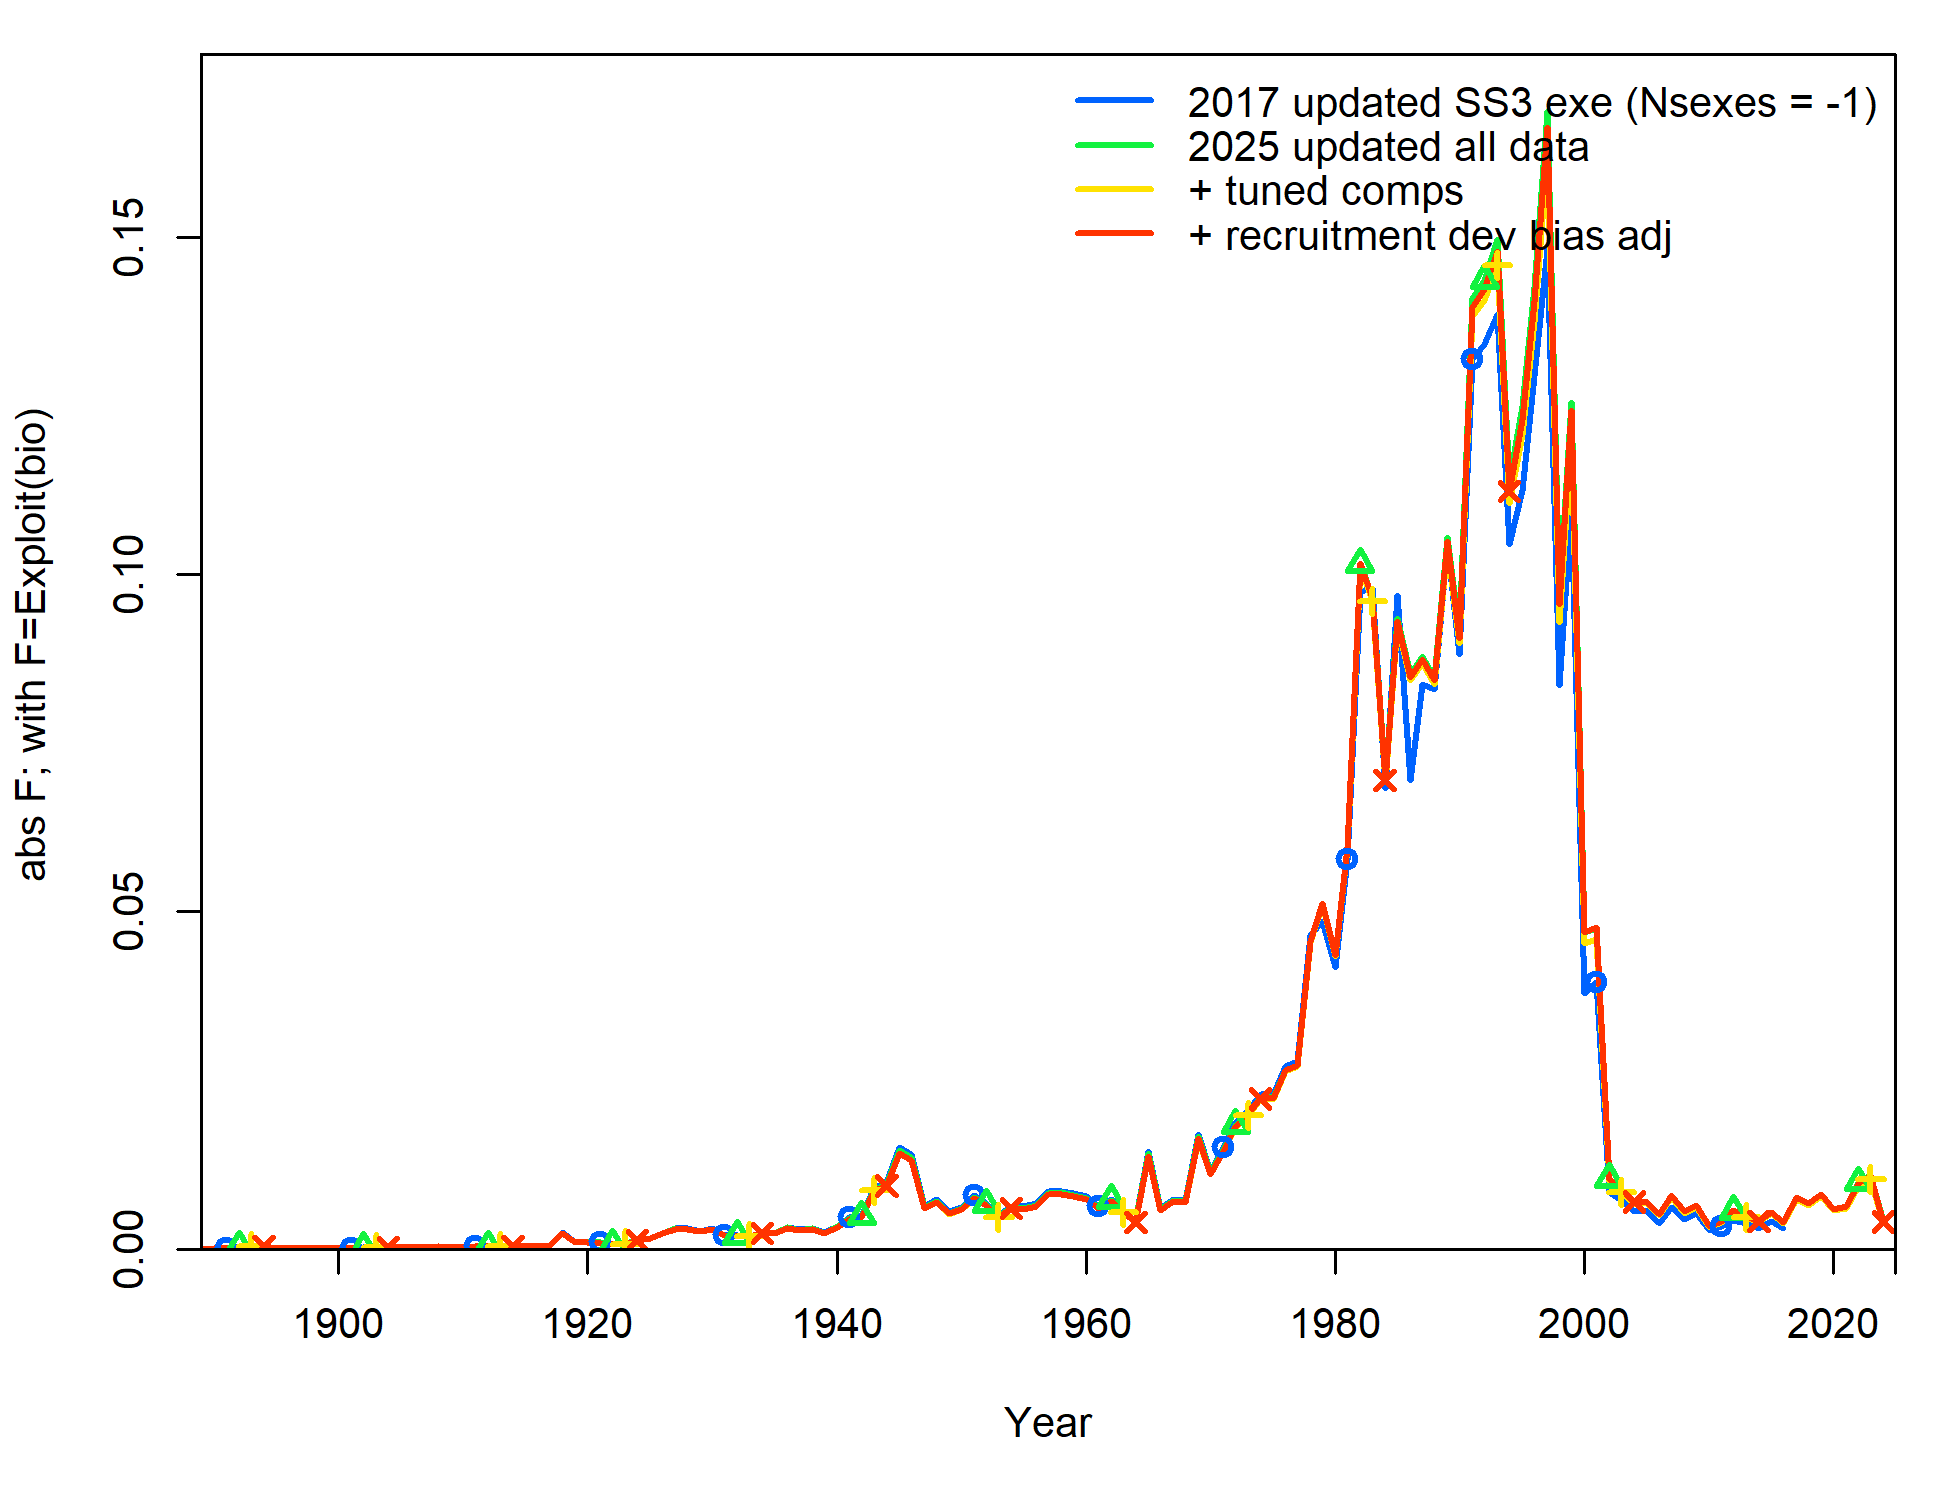 2017 updated SS3 exe (Nsexes = -1)
2025 updated all data
+ tuned comps
+ recruitment dev bias adj
abs F; with F=Exploit(bio)
0.15
0.10
0.05
0.00
1900 1920 1940 1960 1980 2000 2020
Year